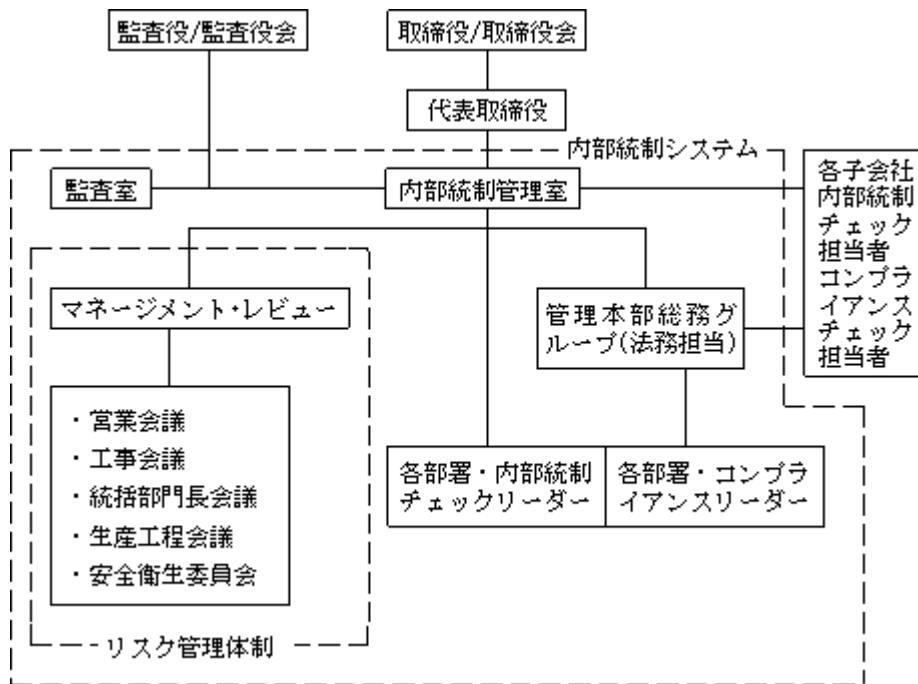 監査役/監査役会
取締役/取締役会
代表取締役
内部統制システム
監査室
内部統制管理室
各子会社
内部統制
チェック
担当者
コンプラ
イアンス
チェック
担当者
マネージメント・レビュー
管理本部総務グ
ループ(法務担当)
・営業会議
・工事会議
・統括部門長会議
・生産工程会議
・安全衛生委員会
各部署・内部統制
チェックリーダー
各部署・コンプラ
イアンスリーダー
リスク管理体制